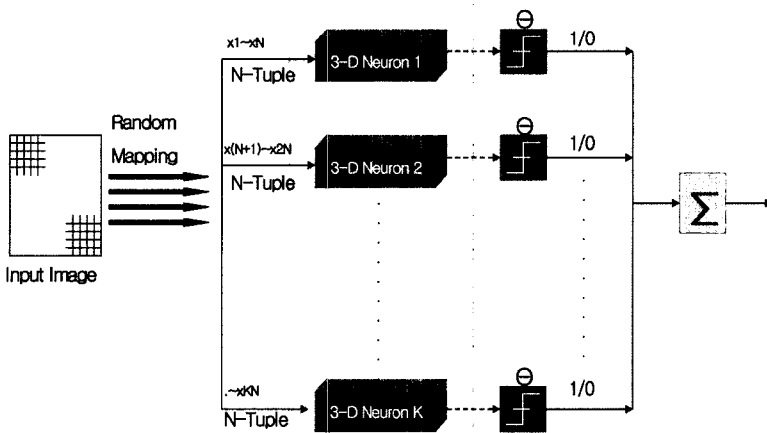 x1~xN
N-Tuple
3-D Neuron 1
Θ
1/0
Random
Mapping
x(N+1)~x2N
N-Tuple
3-D Neuron 2
Θ
1/0
Σ
Input Image
.~xKN
N-Tuple
3-D Neuron K
Θ
1/0